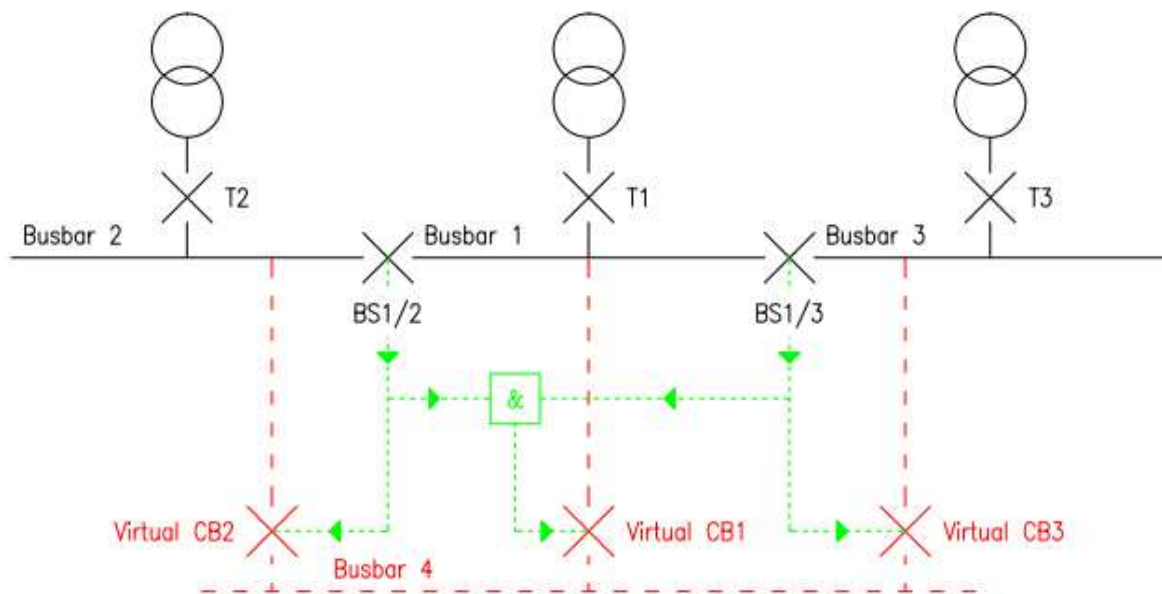 T2
T1
T3
Busbar 2
Busbar 1
Busbar 3
BS1/2
BS1/3
&
Virtual CB2
Virtual CB1
Virtual CB3
Busbar 4